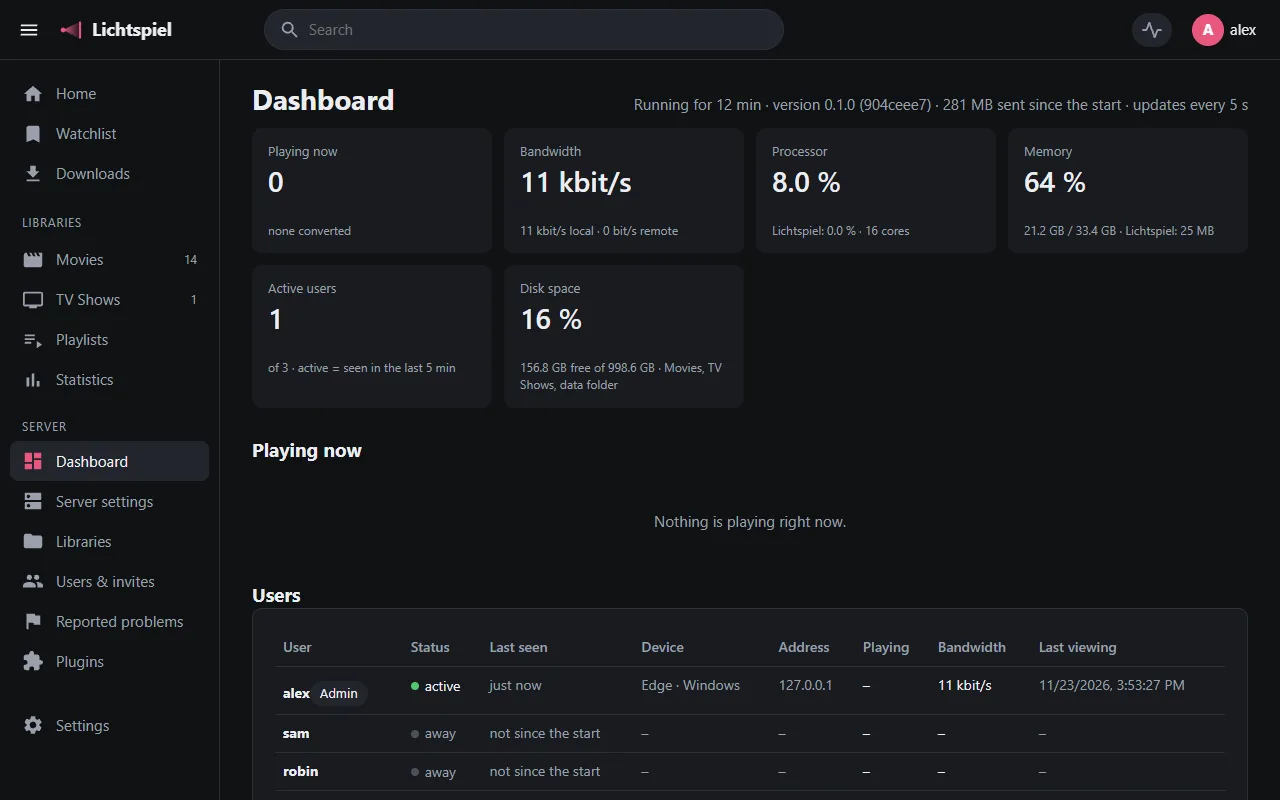 Lichtspiel
Search
A alex
Home
Watchlist
Downloads
LIBRARIES
Movies 14
TV Shows 1
Playlists
Statistics
SERVER
Dashboard
Server settings
Libraries
Users & invites
Reported problems
Plugins
Settings
Dashboard
Running for 12 min · version 0.1.0 (904ceee7) · 281 MB sent since the start · updates every 5 s
Playing now
0
none converted
Bandwidth
11 kbit/s
11 kbit/s local · 0 bit/s remote
Processor
8.0 %
Lichtspiel: 0.0 % · 16 cores
Memory
64 %
21.2 GB / 33.4 GB · Lichtspiel: 25 MB
Active users
1
of 3 · active = seen in the last 5 min
Disk space
16 %
156.8 GB free of 998.6 GB · Movies, TV
Shows, data folder
Playing now
Nothing is playing right now.
Users
User Status Last seen Device Address Playing Bandwidth Last viewing
alex Admin active just now Edge · Windows 127.0.0.1 – 11 kbit/s 11/23/2026, 3:53:27 PM
sam away not since the start – – – – –
robin away not since the start – – – – –